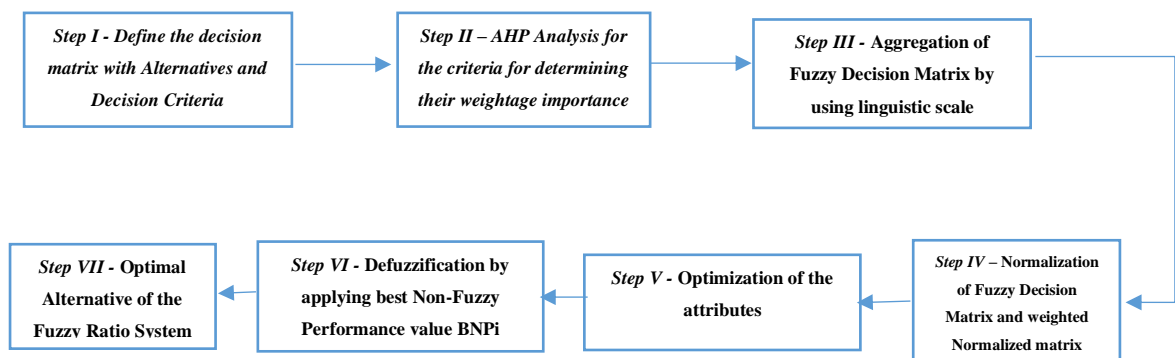 Step I - Define the decision
matrix with Alternatives and
Decision Criteria
Step II – AHP Analysis for
the criteria for determining
their weightage importance
Step III - Aggregation of
Fuzzy Decision Matrix by
using linguistic scale
Step IV – Normalization
of Fuzzy Decision
Matrix and weighted
Normalized matrix
Step V - Optimization of the
attributes
Step VI - Defuzzification by
applying best Non-Fuzzy
Performance value BNPi
Step VII - Optimal
Alternative of the
Fuzzy Ratio System